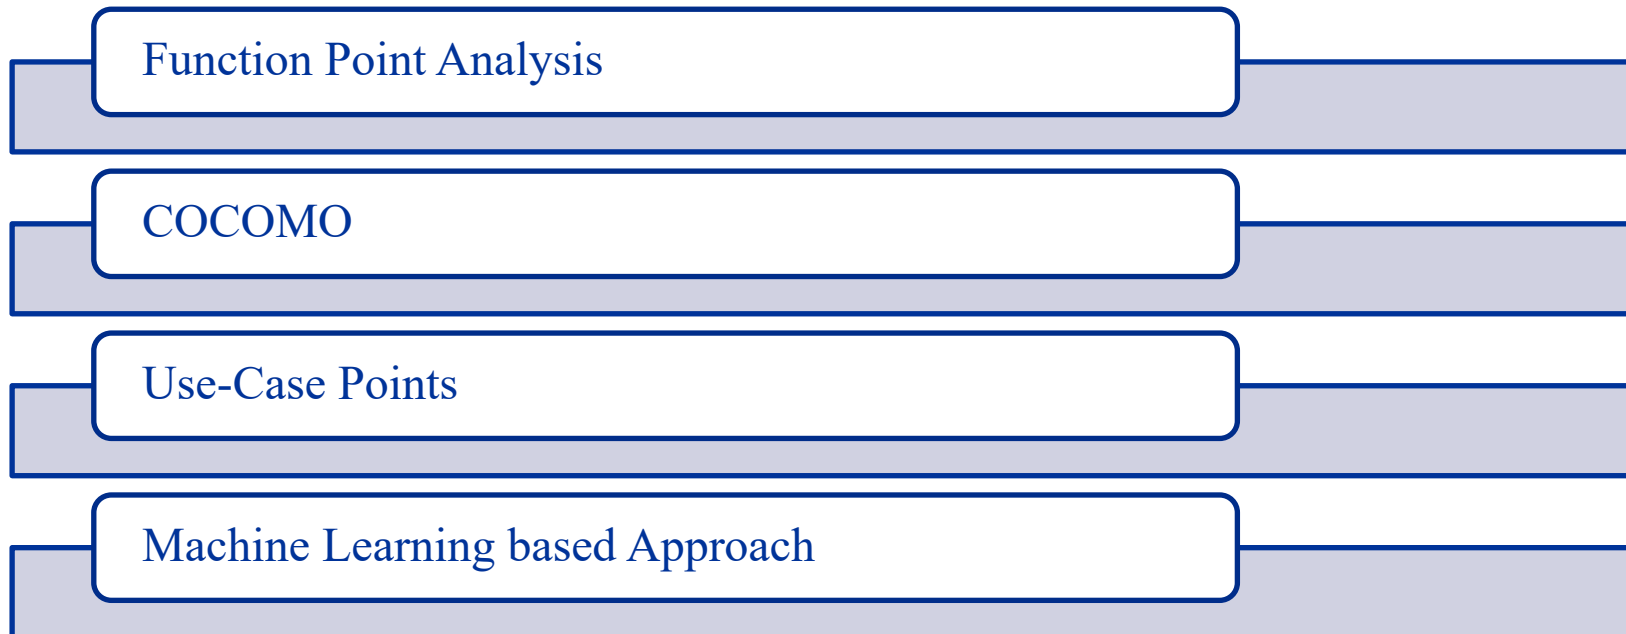 Function Point Analysis
COCOMO
Use-Case Points
Machine Learning based Approach